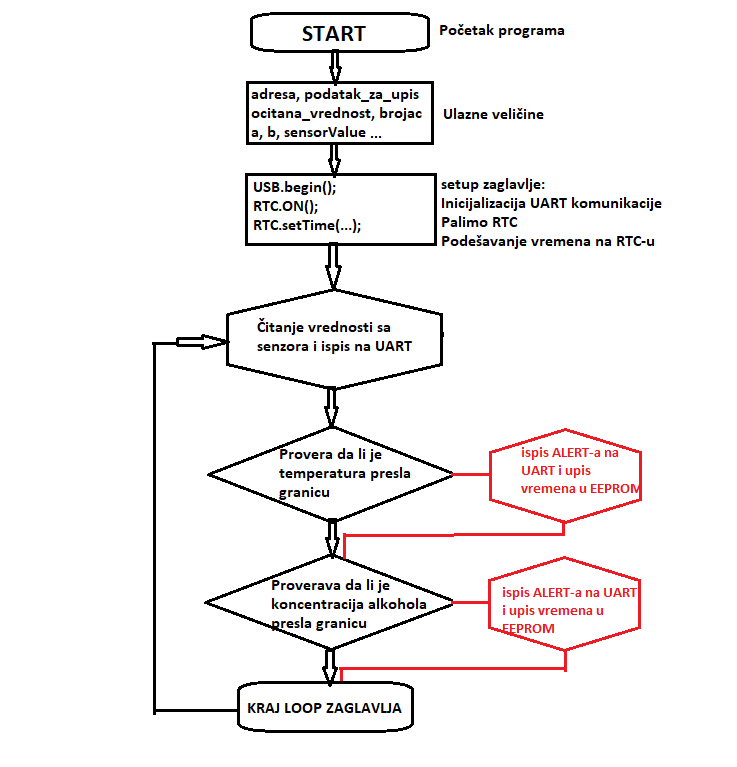 START
Početak programa
adresa, podatak_za_upis
ocitana_vrednost, brojac
a, b, sensorValue ...
Ulazne veličine
USB.begin();
RTC.ON();
RTC.setTime(...);
setup zaglavlje:
Inicijalizacija UART komunikacije
Palimo RTC
Podešavanje vremena na RTC-u
Čitanje vrednosti sa
senzora i ispis na UART
Provera da li je
temperatura presla
granicu
ispis ALERT-a na
UART i upis
vremena u EEPROM
Proverava da li je
koncentracija alkohola
presla granicu
ispis ALERT-a na UART
i upis vremena u
EEPROM
KRAJ LOOP ZAGLAVLJA